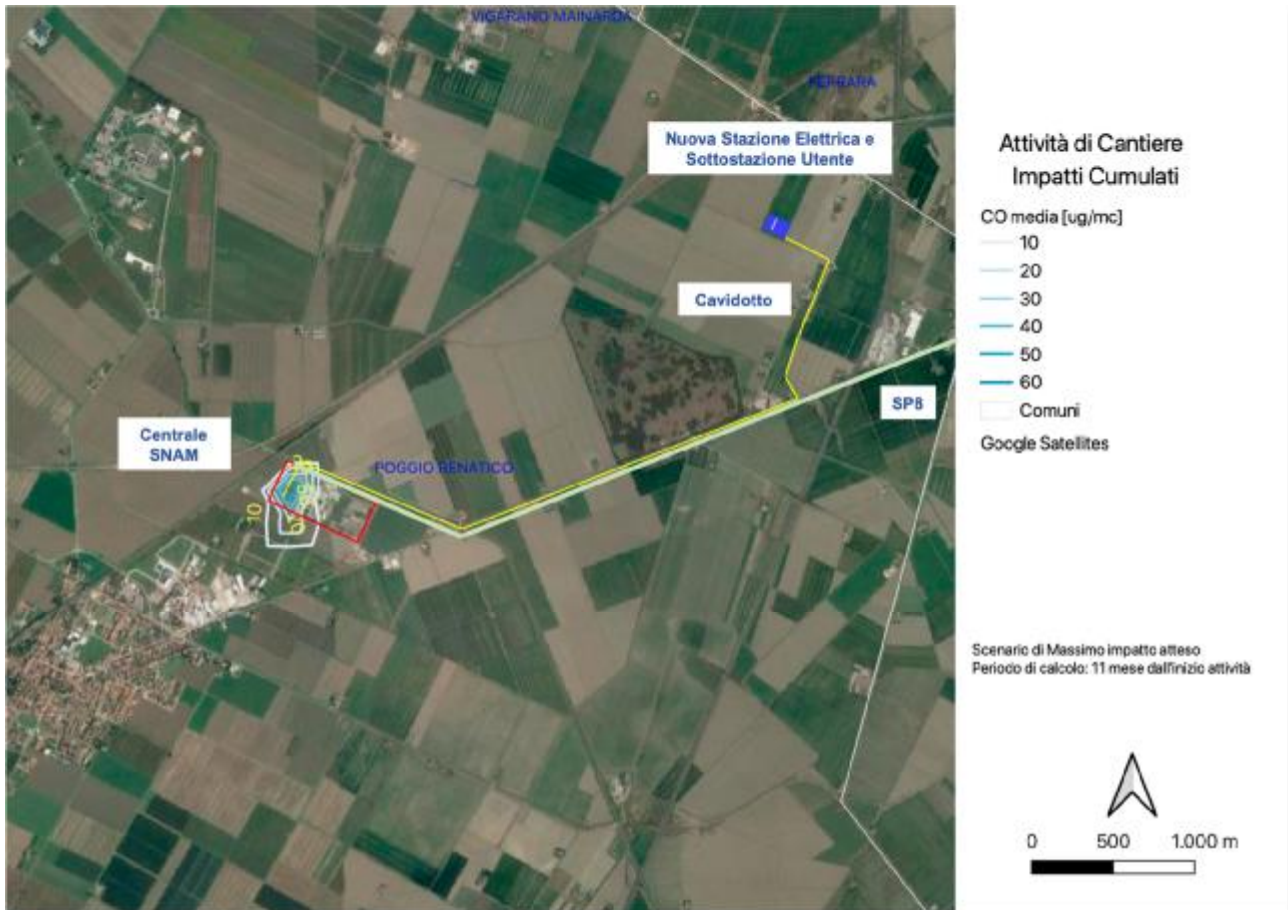 VIGARANO MAINARDA
FERRARA
Nuova Stazione Elettrica e
Sottostazione Utente
Cavidotto
SP8
Centrale
SNAM
POGGIO RENATICO
10
Attività di Cantiere
Impatti Cumulati
CO media [ug/mc]
10
20
30
40
50
60
Comuni
Google Satellites
Scenario di Massimo impatto atteso
Periodo di calcolo: 11 mese dall'inizio attività
0 500 1.000 m